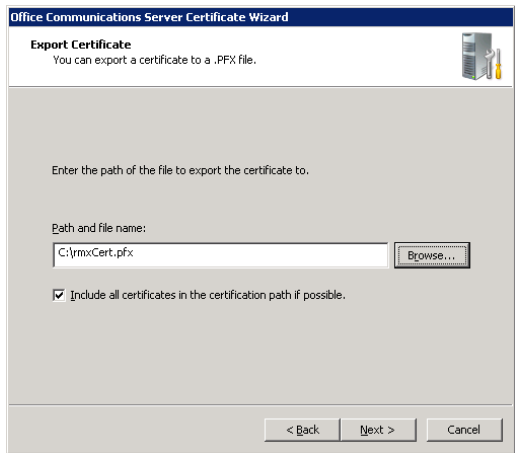 Office Communications Server Certificate Wizard
Export Certificate
You can export a certificate to a .PFX file.
Enter the path of the file to export the certificate to.
Path and file name:
C:\rmxCert.pfx
Browse...
Include all certificates in the certification path if possible.
< Back Next > Cancel